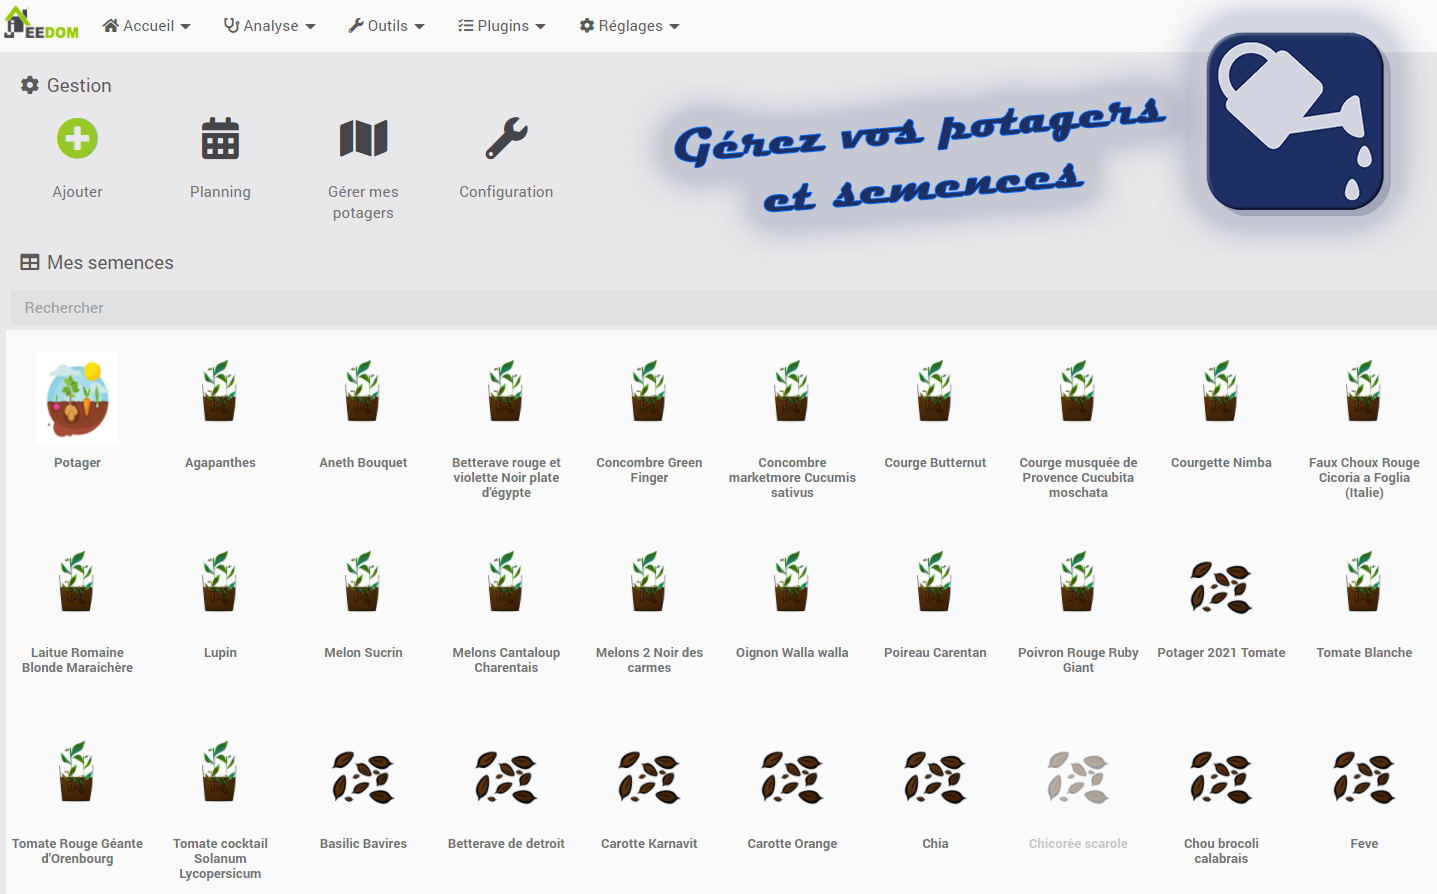 JEEDOM Accueil Analyse Outils Plugins Réglages
Gestion
Gérez vos potagers
et semences
Ajouter Planning Gérer mes potagers Configuration
Mes semences
Rechercher
Potager
Agapanthes
Aneth Bouquet
Betterave rouge et
violette Noir plate
d'égypte
Concombre Green
Finger
Concombre
marketmore Cucumis
sativus
Courge Butternut
Courge musquée de
Provence Cucubita
moschata
Courgette Nimba
Faux Choux Rouge
Cicoria a Foglia
(Italie)
Laitue Romaine
Blonde Maraichère
Lupin
Melon Sucrin
Melons Cantaloup
Charentais
Melons 2 Noir des
carmes
Oignon Walla walla
Poireau Carentan
Poivron Rouge Ruby
Giant
Potager 2021 Tomate
Tomate Blanche
Tomate Rouge Géante
d'Orenbourg
Tomate cocktail
Solanum
Lycopersicum
Basilic Bavires
Betterave de detroit
Carotte Karnavit
Carotte Orange
Chia
Chicorée scarole
Chou brocoli
calabrais
Feve